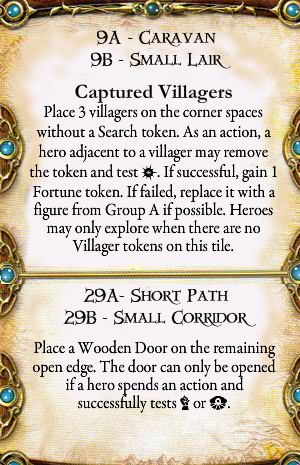 9A - Caravan
9B - Small Lair
Captured Villagers
Place 3 villagers on the corner spaces
without a Search token. As an action, a
hero adjacent to a villager may remove
the token and test . If successful, gain 1
Fortune token. If failed, replace it with a
figure from Group A if possible. Heroes
may only explore when there are no
Villager tokens on this tile.
29A- Short Path
29B - Small Corridor
Place a Wooden Door on the remaining
open edge. The door can only be opened
if a hero spends an action and
successfully tests or .